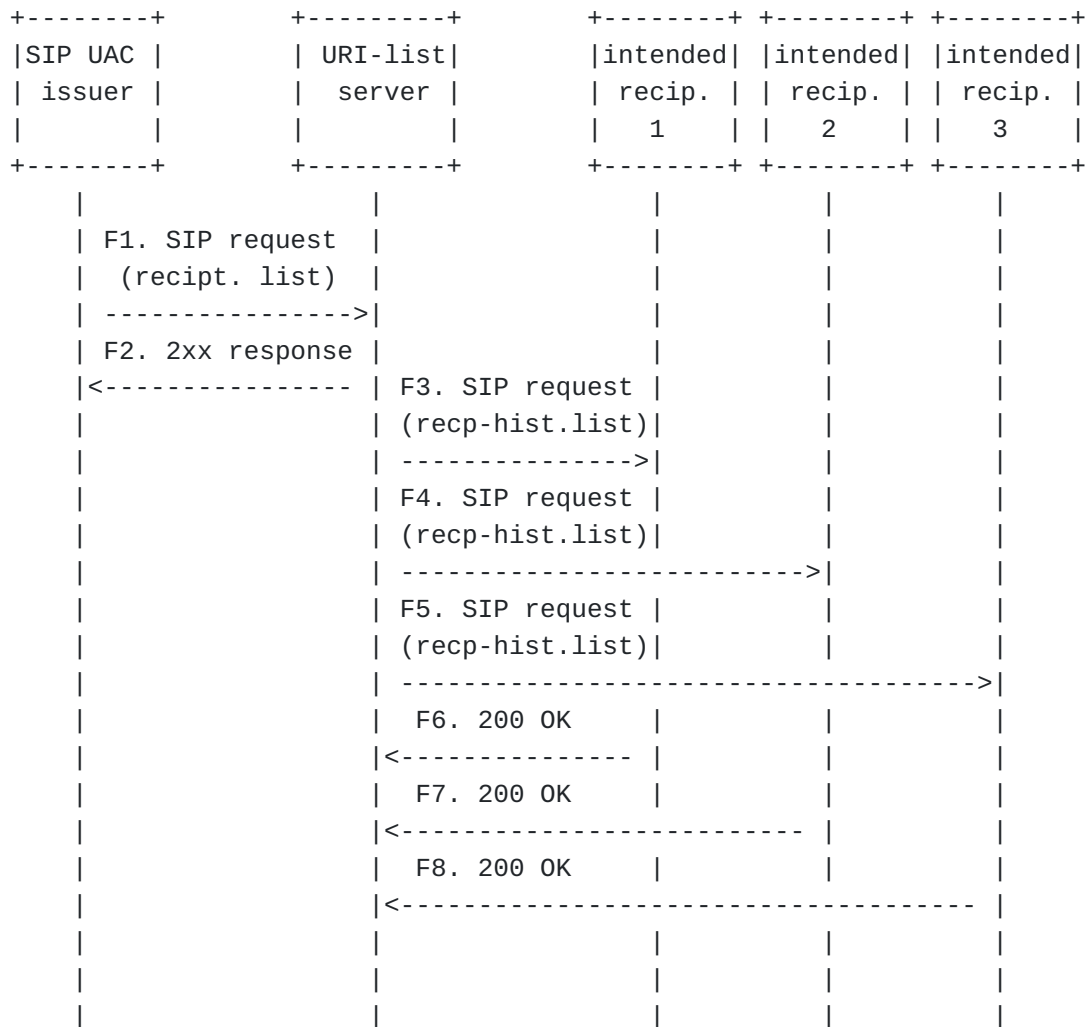 SIP UAC issuer
URI-list server
intended recip. 1
intended recip. 2
intended recip. 3
F1. SIP request
(recipt. list)
F2. 2xx response
F3. SIP request
(recp-hist.list)
F4. SIP request
(recp-hist.list)
F5. SIP request
(recp-hist.list)
F6. 200 OK
F7. 200 OK
F8. 200 OK